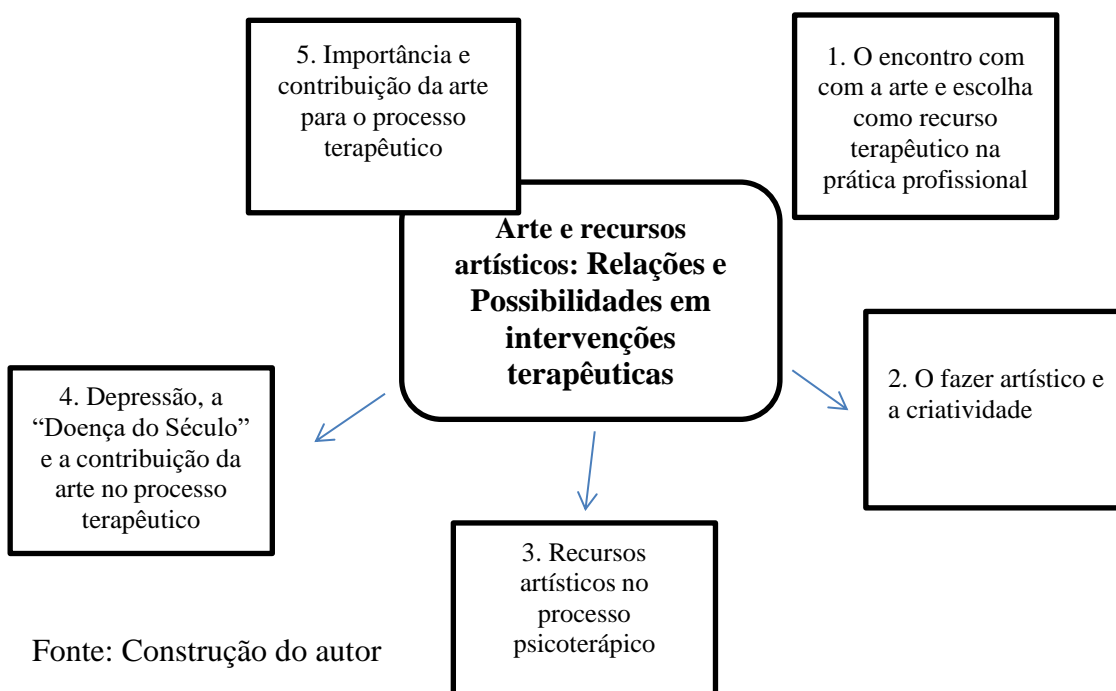 5. Importância e
contribuição da arte
para o processo
terapêutico
1. O encontro com
com a arte e escolha
como recurso
terapêutico na
prática profissional
Arte e recursos
artísticos: Relações e
Possibilidades em
intervenções
terapêuticas
2. O fazer artístico e
a criatividade
4. Depressão, a
“Doença do Século”
e a contribuição da
arte no processo
terapêutico
3. Recursos
artísticos no
processo
psicoterápico
Fonte: Construção do autor